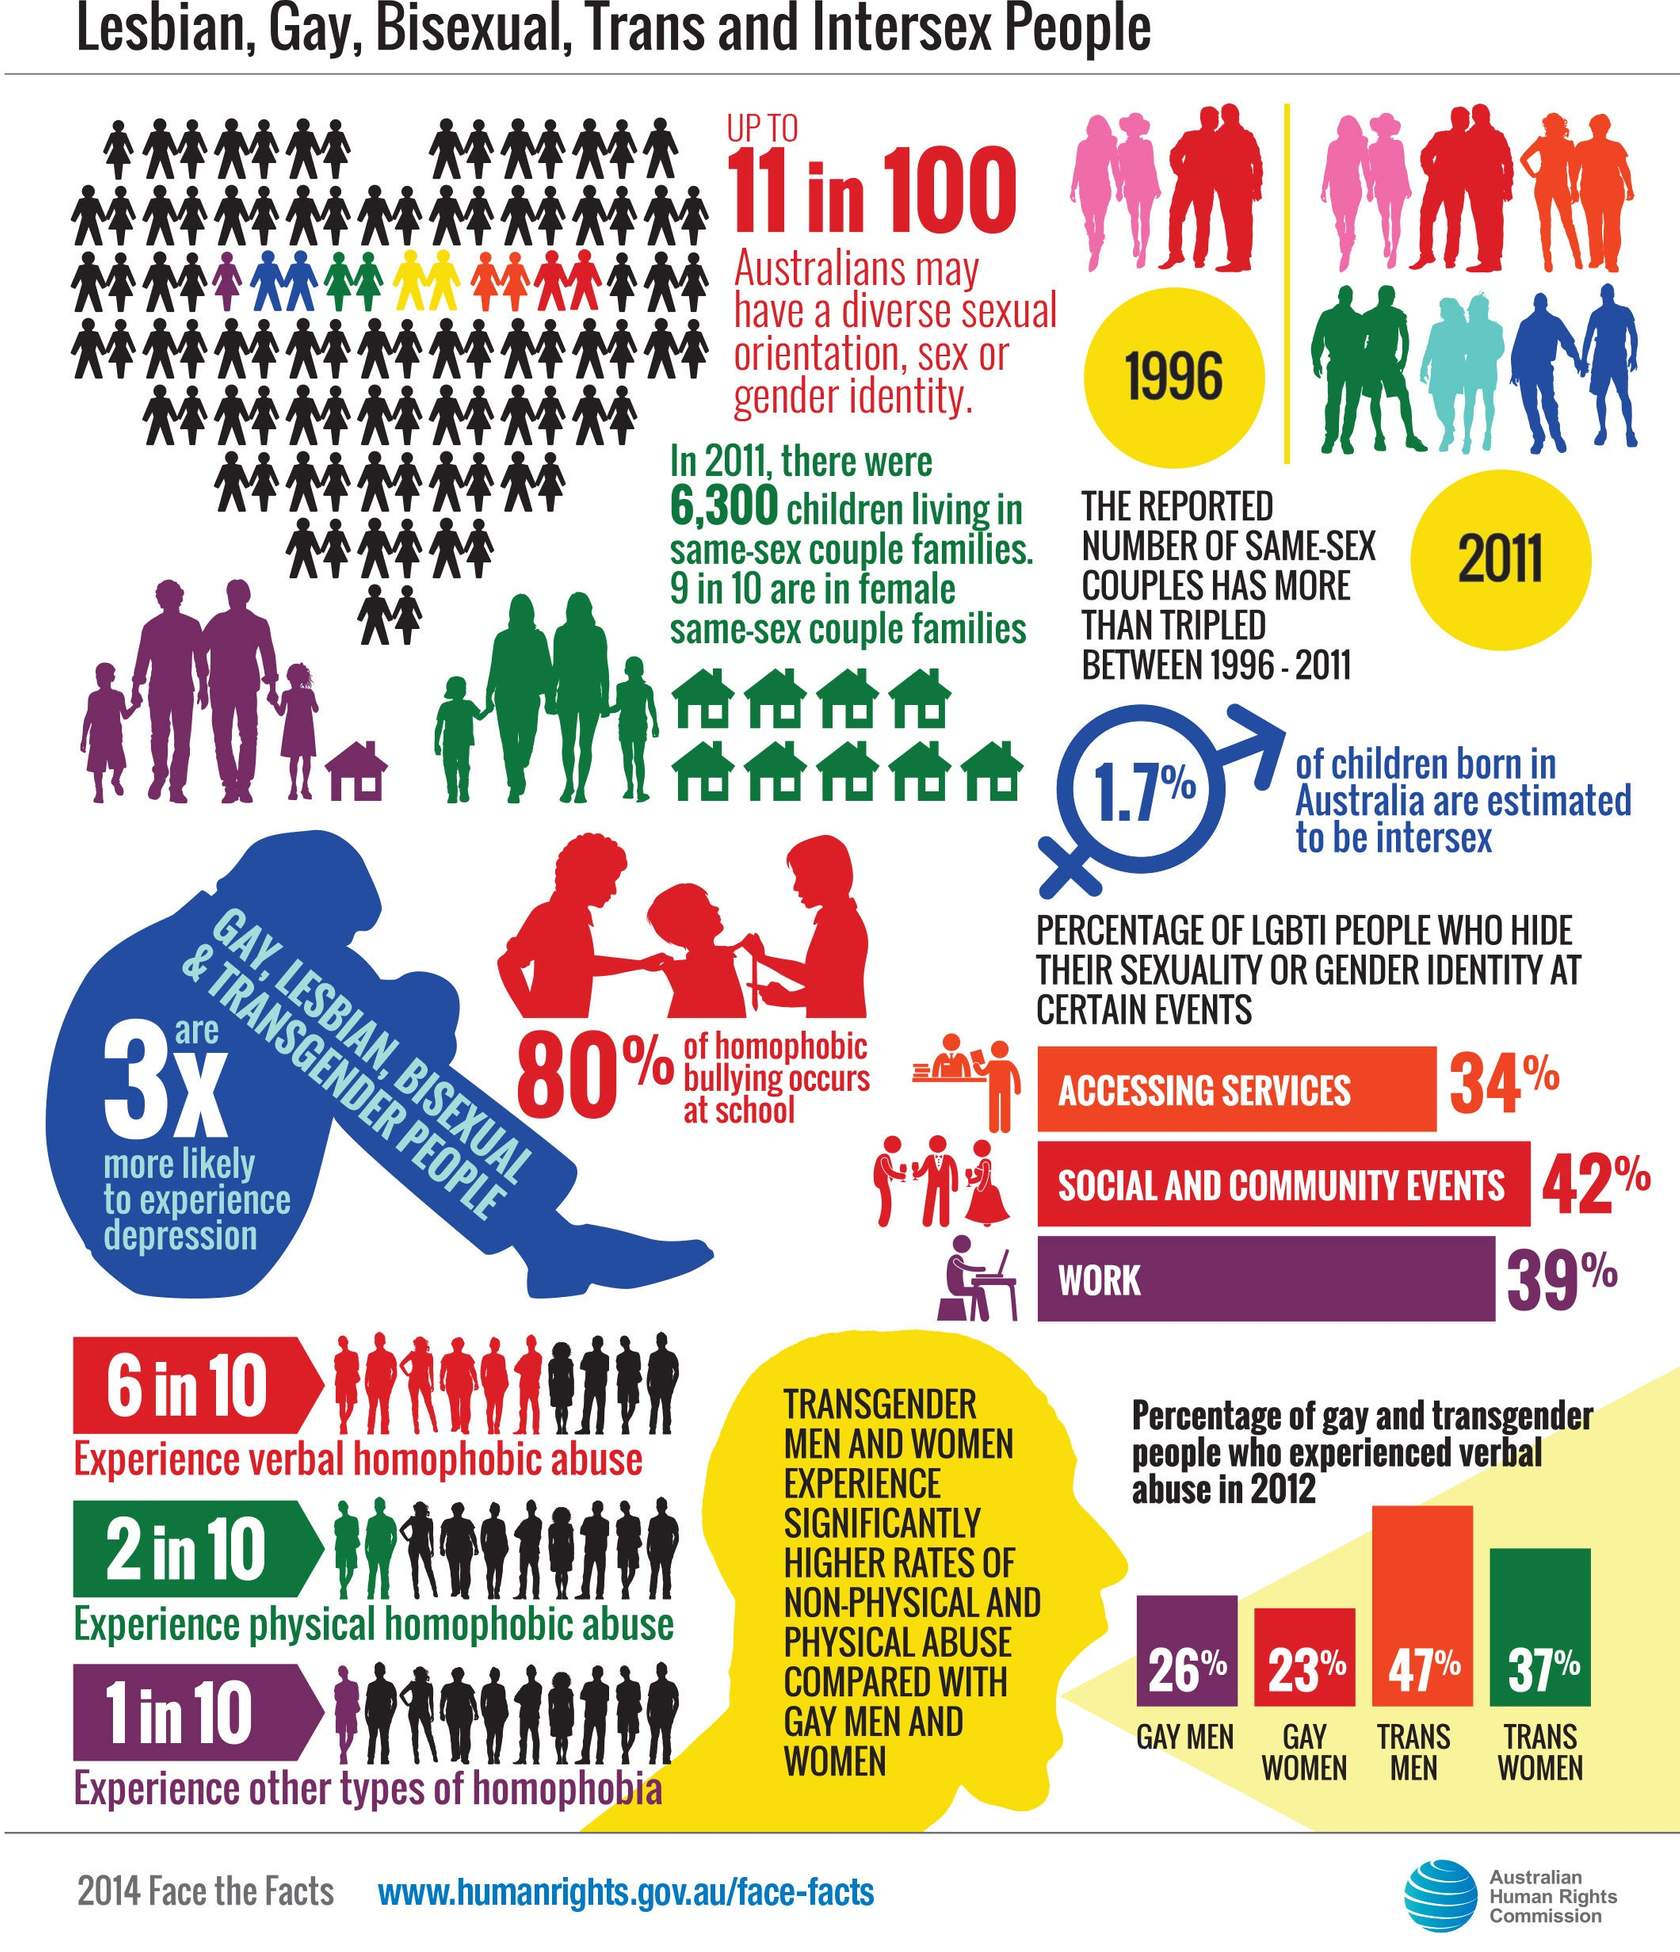 Lesbian, Gay, Bisexual, Trans and Intersex People
UP TO
11 in 100
Australians may
have a diverse sexual
orientation, sex or
gender identity.
In 2011, there were
6,300 children living in
same-sex couple families.
9 in 10 are in female
same-sex couple families
1996
2011
THE REPORTED
NUMBER OF SAME-SEX
COUPLES HAS MORE
THAN TRIPLED
BETWEEN 1996 - 2011
1.7%
of children born in
Australia are estimated
to be intersex
GAY, LESBIAN, BISEXUAL
& TRANSGENDER PEOPLE
are
3x
more likely
to experience
depression
80%
of homophobic
bullying occurs
at school
PERCENTAGE OF LGBTI PEOPLE WHO HIDE
THEIR SEXUALITY OR GENDER IDENTITY AT
CERTAIN EVENTS
ACCESSING SERVICES 34%
SOCIAL AND COMMUNITY EVENTS 42%
WORK 39%
6 in 10
Experience verbal homophobic abuse
2 in 10
Experience physical homophobic abuse
1 in 10
Experience other types of homophobia
TRANSGENDER
MEN AND WOMEN
EXPERIENCE
SIGNIFICANTLY
HIGHER RATES OF
NON-PHYSICAL AND
PHYSICAL ABUSE
COMPARED WITH
GAY MEN AND
WOMEN
Percentage of gay and transgender
people who experienced verbal
abuse in 2012
26% 23% 47% 37%
GAY MEN GAY TRANS TRANS
WOMEN MEN WOMEN
2014 Face the Facts www.humanrights.gov.au/face-facts
Australian
Human Rights
Commission